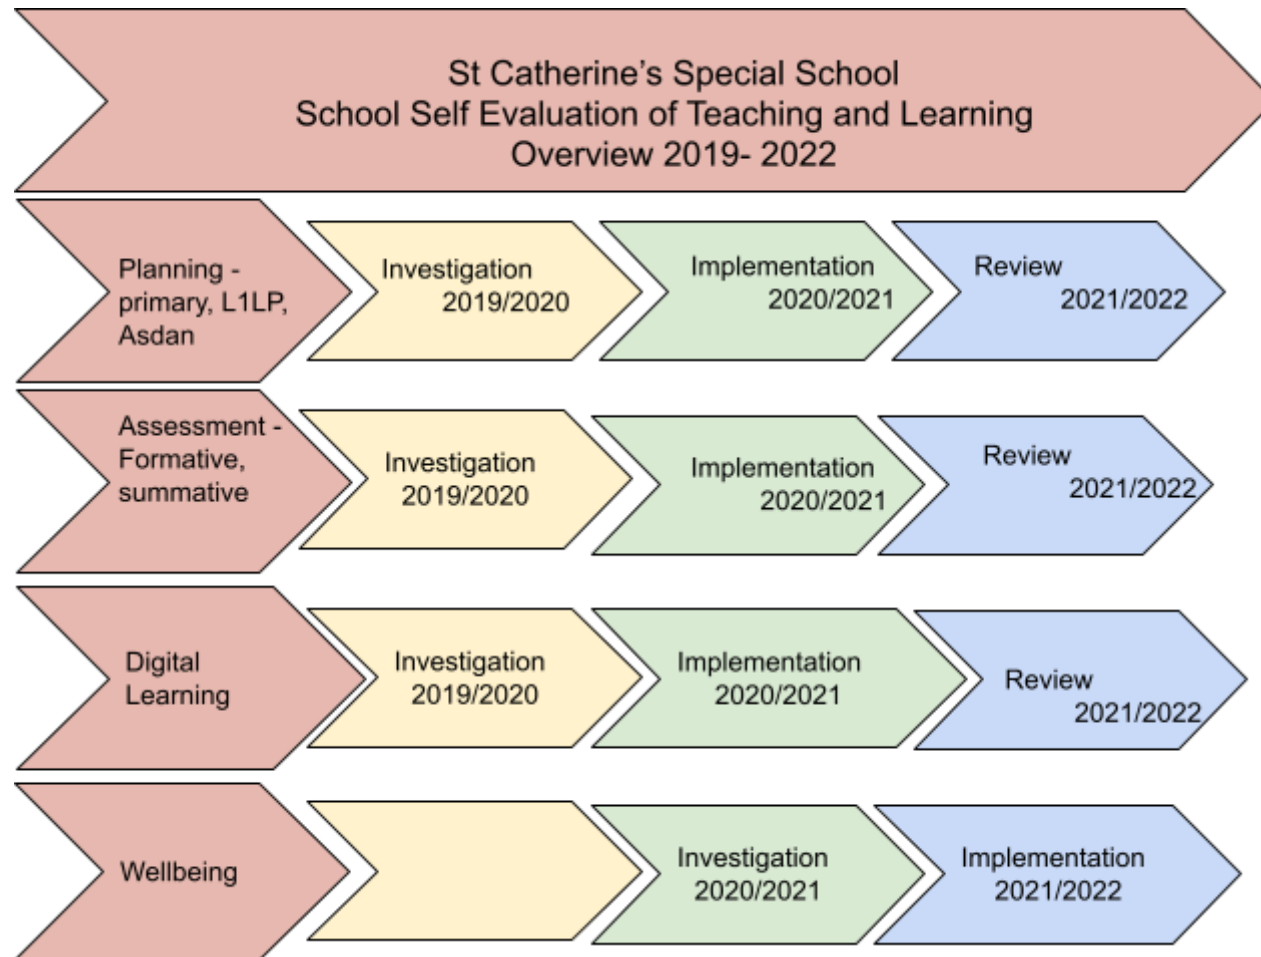 St Catherine's Special School
School Self Evaluation of Teaching and Learning
Overview 2019- 2022
Planning -
primary, L1LP,
Asdan
Investigation
2019/2020
Implementation
2020/2021
Review
2021/2022
Assessment -
Formative,
summative
Investigation
2019/2020
Implementation
2020/2021
Review
2021/2022
Digital
Learning
Investigation
2019/2020
Implementation
2020/2021
Review
2021/2022
Wellbeing
Investigation
2020/2021
Implementation
2021/2022